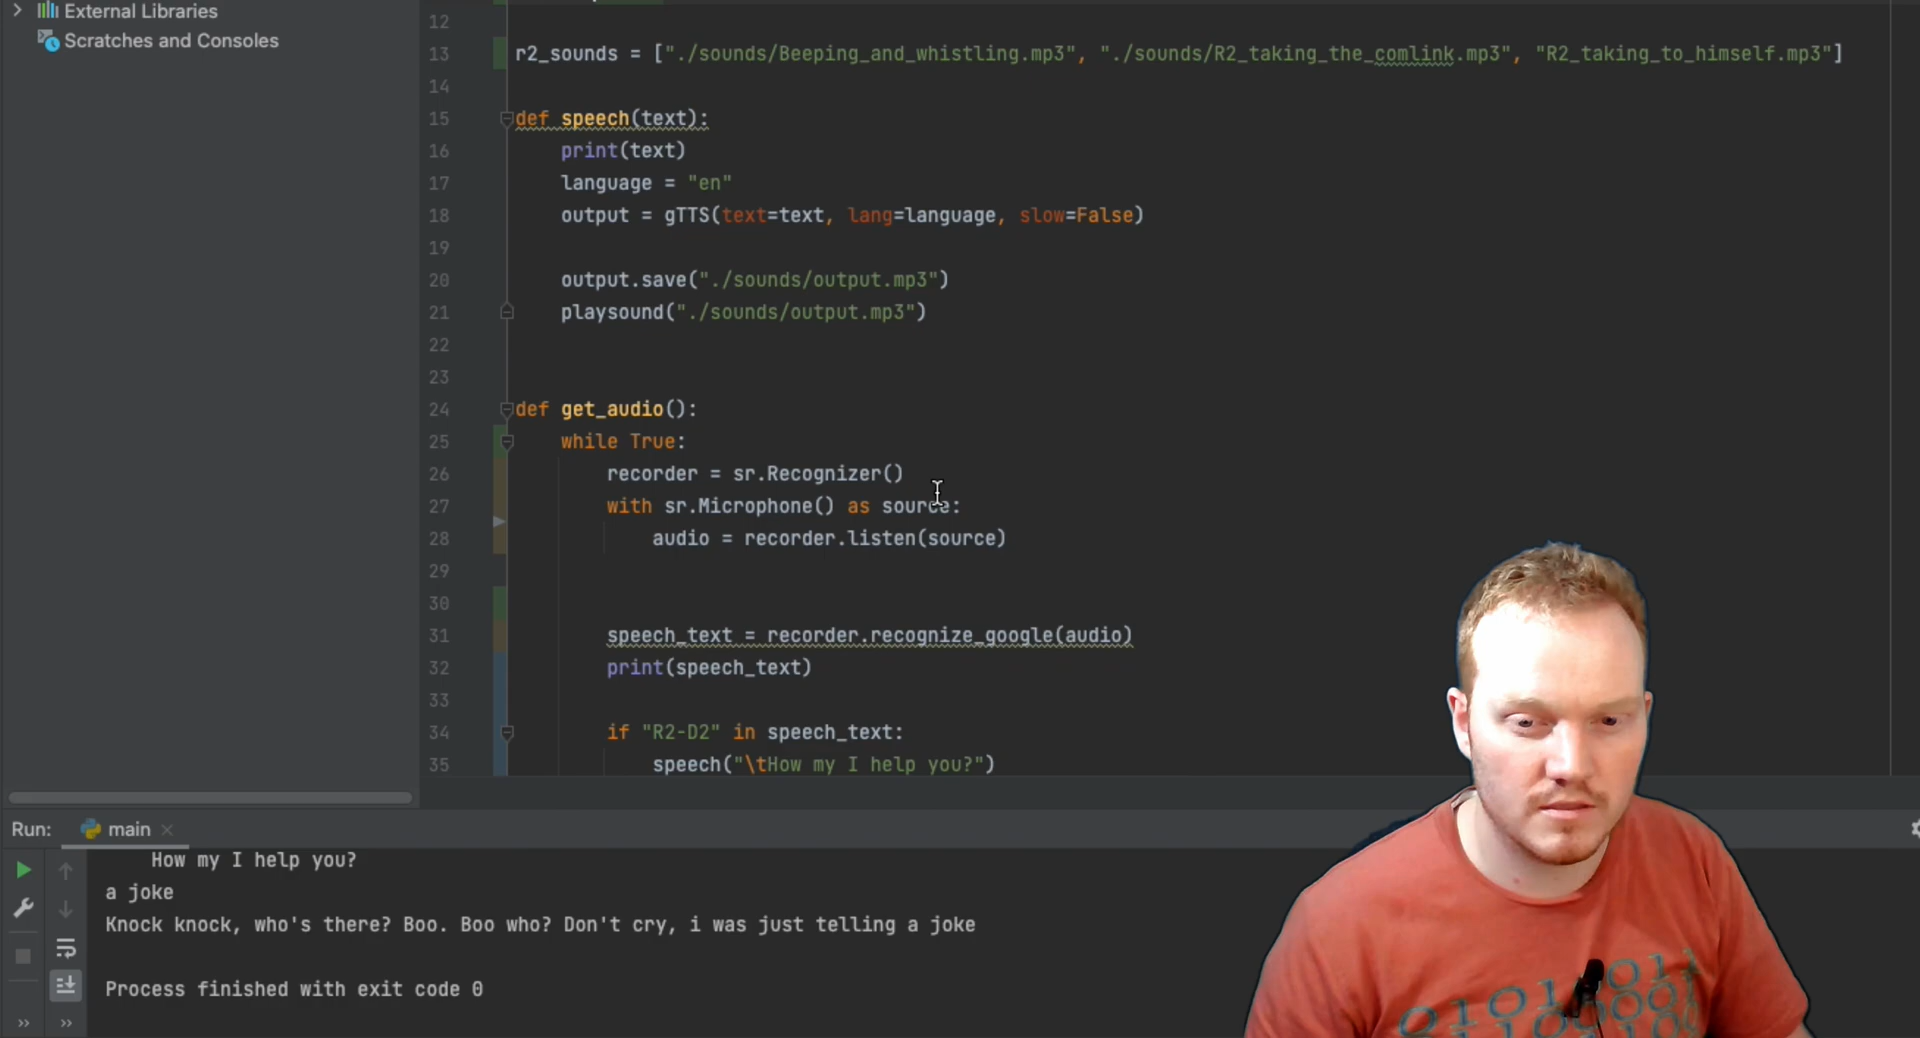 External Libraries
Scratches and Consoles
12
13 r2_sounds = ["./sounds/Beeping_and_whistling.mp3", "./sounds/R2_taking_the_comlink.mp3", "R2_taking_to_himself.mp3"]
14
15 def speech(text):
16 print(text)
17 language = "en"
18 output = gTTS(text=text, lang=language, slow=False)
19
20 output.save("./sounds/output.mp3")
21 playsound("./sounds/output.mp3")
22
23
24 def get_audio():
25 while True:
26 recorder = sr.Recognizer()
27 with sr.Microphone() as source:
28 audio = recorder.listen(source)
29
30
31 speech_text = recorder.recognize_google(audio)
32 print(speech_text)
33
34 if "R2-D2" in speech_text:
35 speech("\tHow my I help you?")
Run: main
How my I help you?
a joke
Knock knock, who's there? Boo. Boo who? Don't cry, i was just telling a joke
Process finished with exit code 0